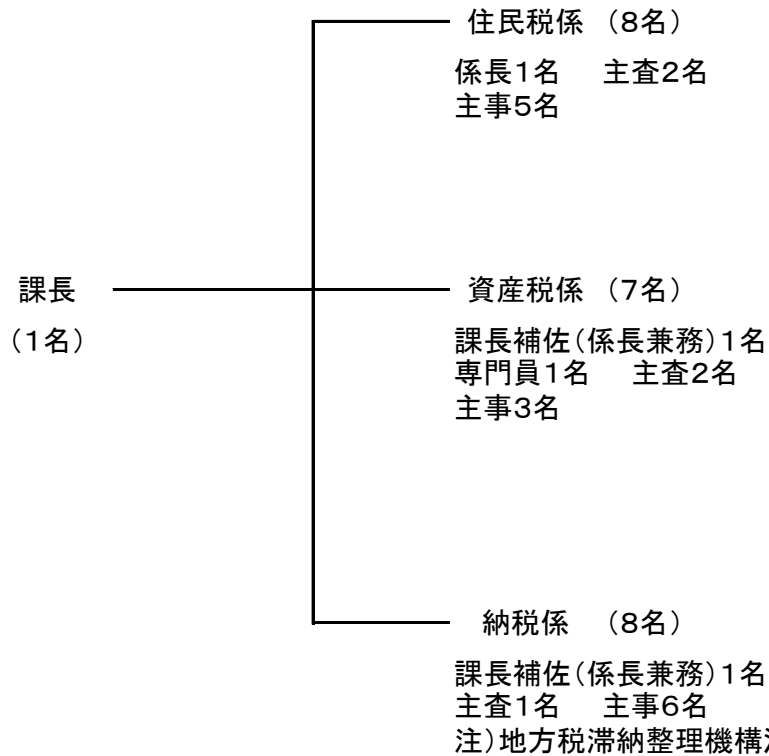 住民税係 （8名）
係長1名　主査2名
主事5名
課長
（1名）
資産税係 （7名）
課長補佐（係長兼務）1名
専門員1名　主査2名
主事3名
納税係 （8名）
課長補佐（係長兼務）1名
主査1名　主事6名
注）地方税滞納整理機構